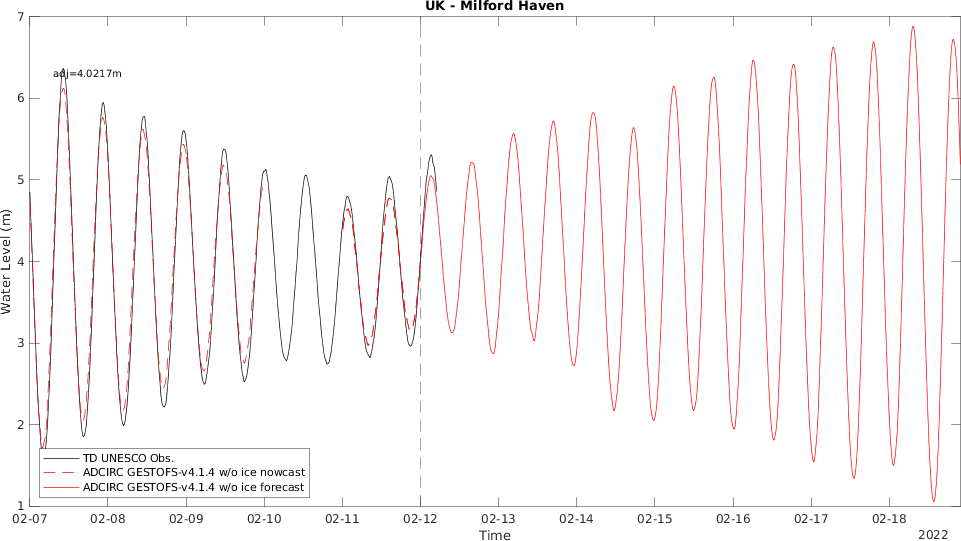 UK - Milford Haven
adj=4.0217m
Water Level (m)
7
6
5
4
3
2
1
TD UNESCO Obs.
ADCIRC GESTOFS-v4.1.4 w/o ice nowcast
ADCIRC GESTOFS-v4.1.4 w/o ice forecast
02-07 02-08 02-09 02-10 02-11 02-12 02-13 02-14 02-15 02-16 02-17 02-18
Time
2022